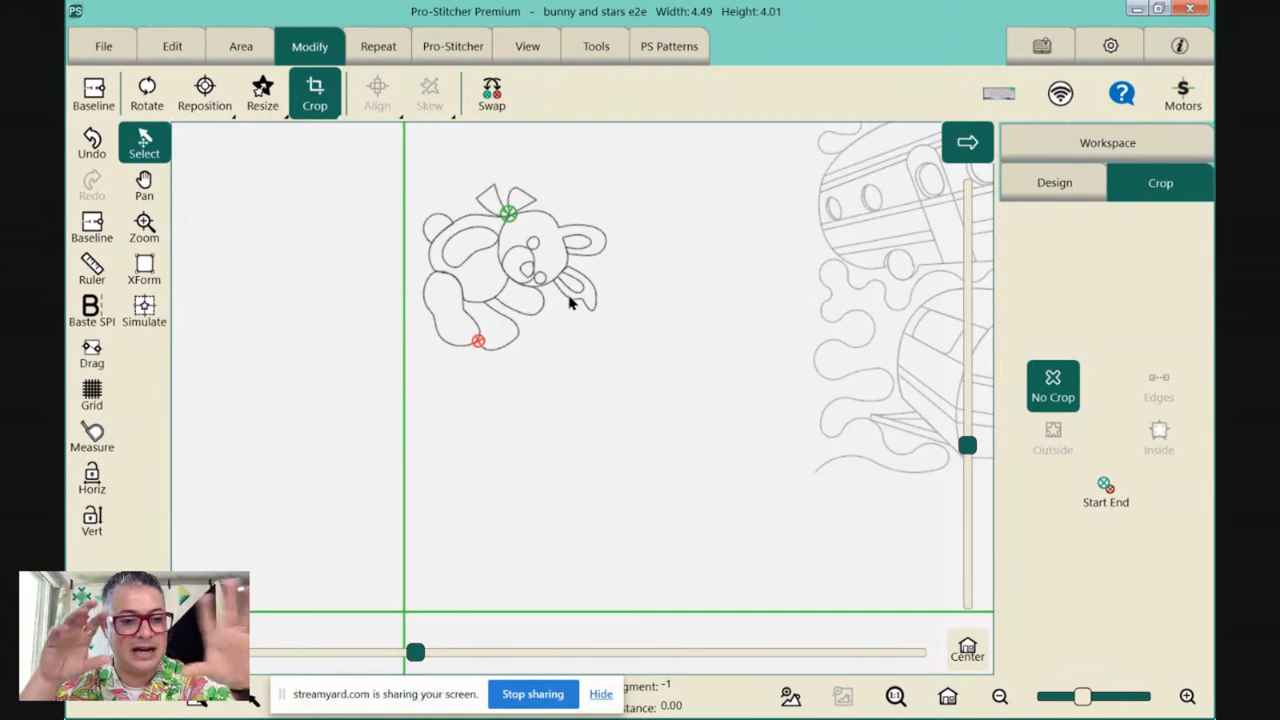 PS Pro-Stitcher Premium - bunny and stars e2e Width:4.49 Height:4.01
File Edit Area Modify Repeat Pro-Stitcher View Tools PS Patterns
Baseline Rotate Reposition Resize Crop Align Skew Swap Motors
Undo Select
Redo Pan
Baseline Zoom
Ruler XForm
Baste SPI Simulate
Drag
Grid
Measure
Horiz
Vert
Workspace
Design Crop
No Crop Edges
Outside Inside
Start End
Center
streamyard.com is sharing your screen. Stop sharing Hide
gment: -1
stance: 0.00
1:1